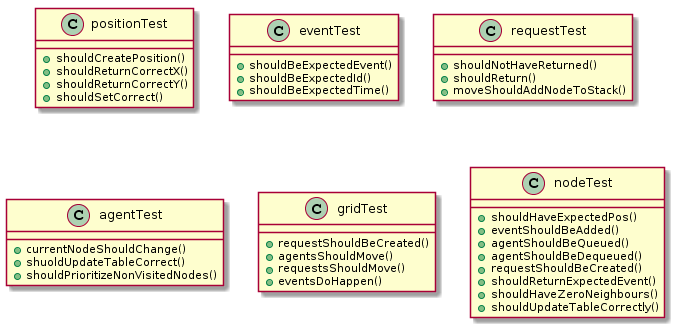 C positionTest
shouldCreatePosition()
shouldReturnCorrectX()
shouldReturnCorrectY()
shouldSetCorrect()
C eventTest
shouldBeExpectedEvent()
shouldBeExpectedId()
shouldBeExpectedTime()
C requestTest
shouldNotHaveReturned()
shouldReturn()
moveShouldAddNodeToStack()
C agentTest
currentNodeShouldChange()
shuoldUpdateTableCorrect()
shouldPrioritizeNonVisitedNodes()
C gridTest
requestShouldBeCreated()
agentsShouldMove()
requestsShouldMove()
eventsDoHappen()
C nodeTest
shouldHaveExpectedPos()
eventShouldBeAdded()
agentShouldBeQueued()
agentShouldBeDequeued()
requestShouldBeCreated()
shouldReturnExpectedEvent()
shouldHaveZeroNeighbours()
shouldUpdateTableCorrectly()